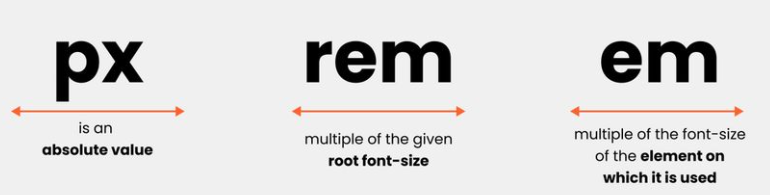 px
is an
absolute value
rem
multiple of the given
root font-size
em
multiple of the font-size
of the element on
which it is used